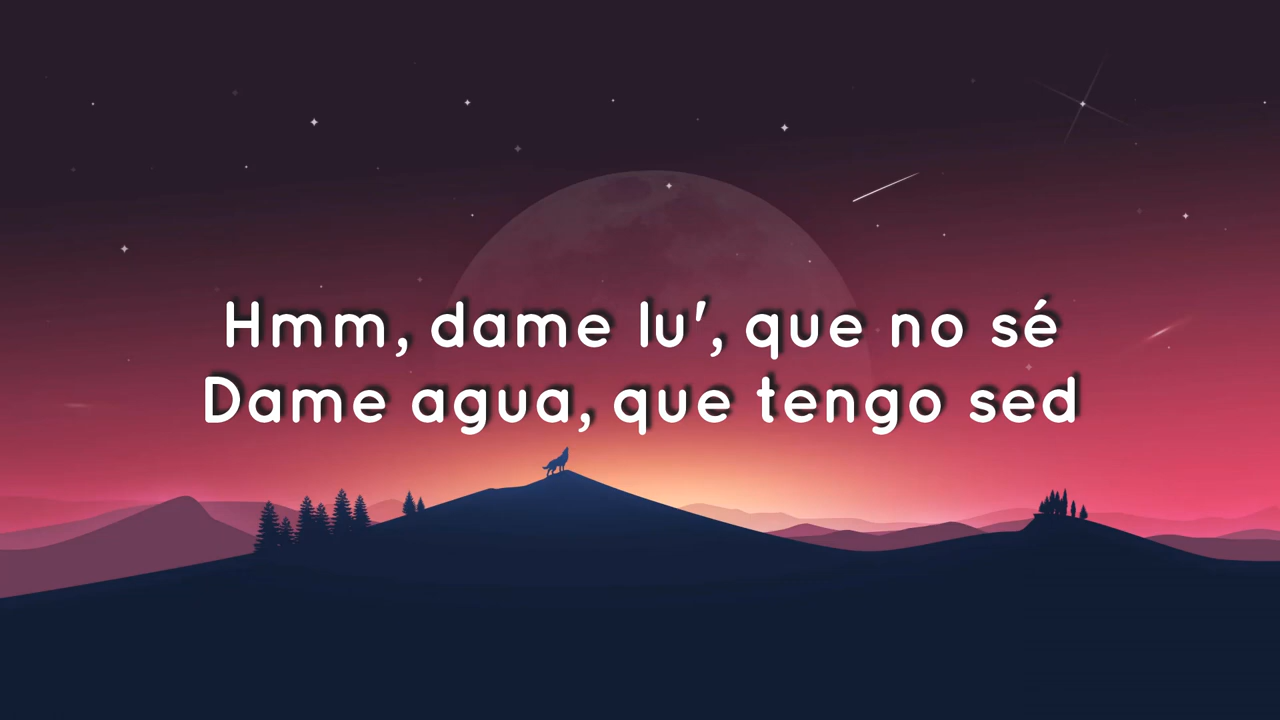 Hmm, dame lu', que no sé
Dame agua, que tengo sed